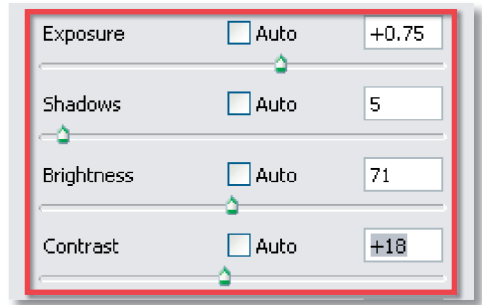 Exposure Auto +0.75
Shadows Auto 5
Brightness Auto 71
Contrast Auto +18